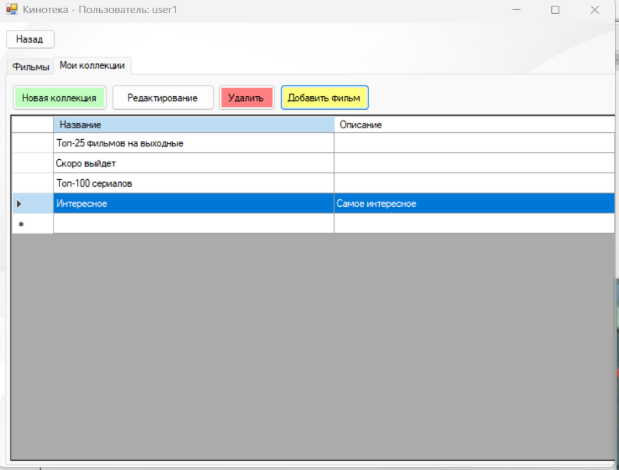 Кинотека - Пользователь: user1
Назад
Фильмы Мои коллекции
Новая коллекция Редактирование Удалить Добавить Фильм
Название Описание
Топ-25 фильмов на выходные
Скоро выйдет
Топ-100 сериалов
Интересное Самое интересное